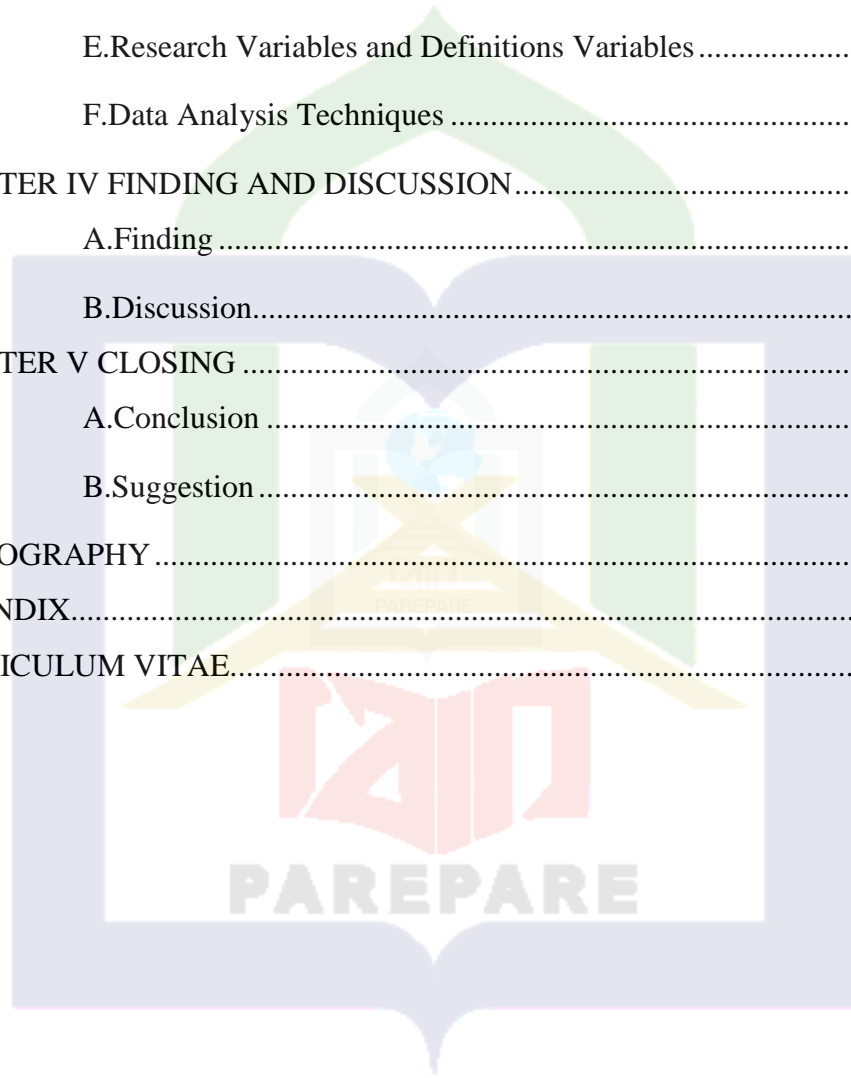 E.Research Variables and Definitions Variables........................
F.Data Analysis Techniques........................................................
TER IV FINDING AND DISCUSSION................................................
A.Finding........................................................................................
B.Discussion....................................................................................
TER V CLOSING.................................................................................
A.Conclusion..................................................................................
B.Suggestion...................................................................................
OGRAPHY...........................................................................................
NDIX.....................................................................................................
ICULUM VITAE..................................................................................
PAREPARE
PAREPARE